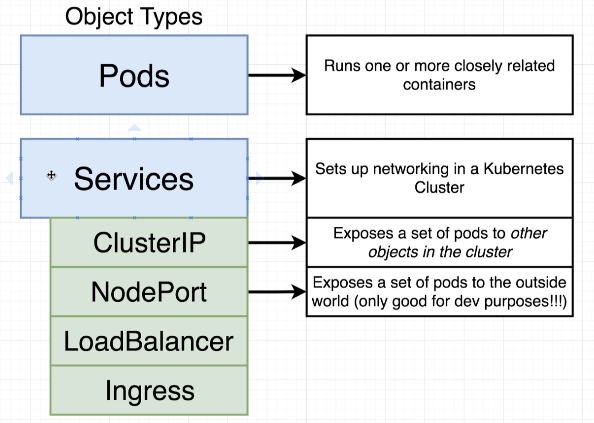 Object Types
Pods
Runs one or more closely related
containers
Services
Sets up networking in a Kubernetes
Cluster
ClusterIP
Exposes a set of pods to other
objects in the cluster
NodePort
Exposes a set of pods to the outside
world (only good for dev purposes!!!)
LoadBalancer
Ingress